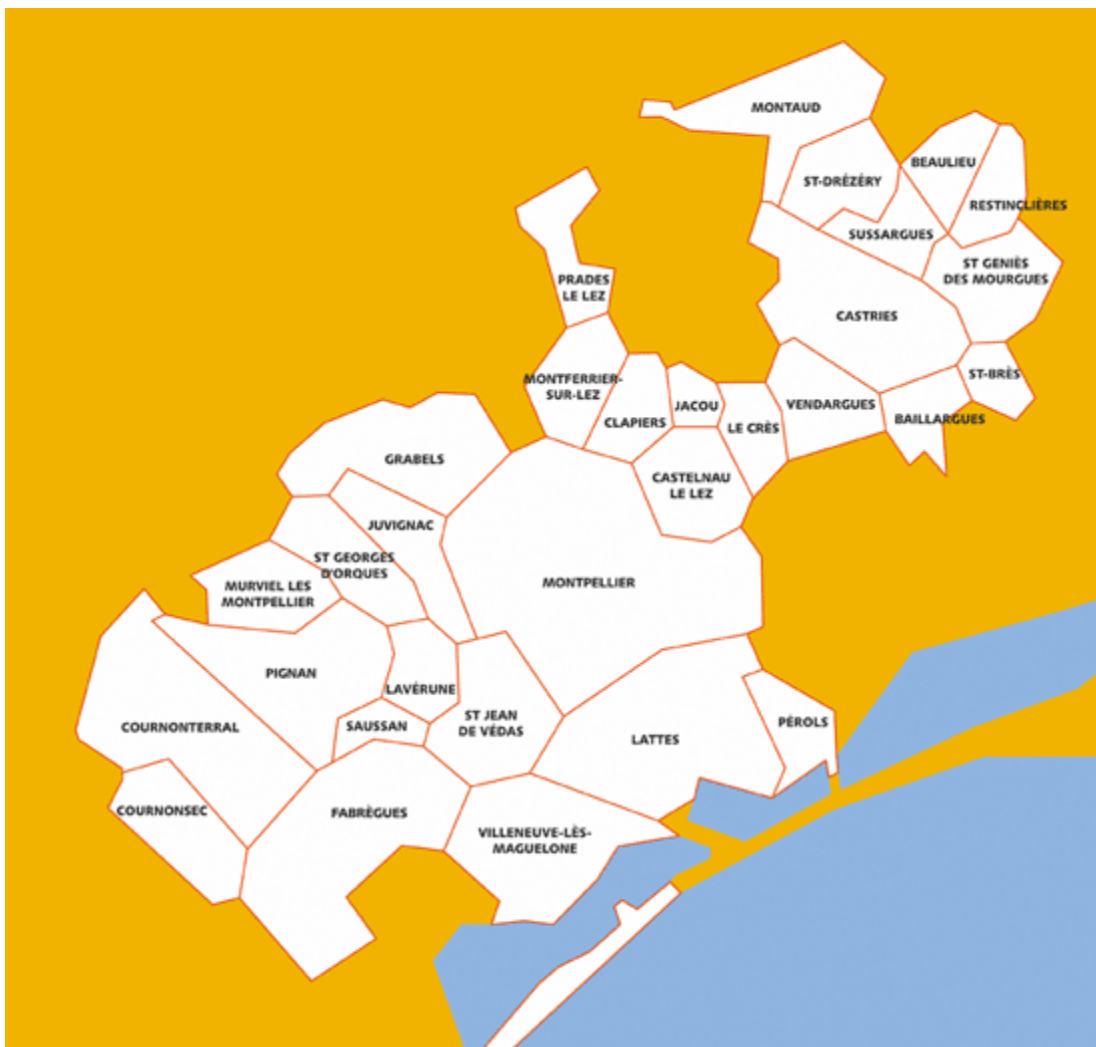 MONTAUD
BEAULIEU
ST-DRÉZÉRY
RESTINCLIÈRES
SUSSARGUES
ST GENIÈS
DES MOURGUES
PRADES
LE LEZ
CASTRIES
MONTFERRIER-
SUR-LEZ
ST-BRÈS
JACOU
VENDARGUES
CLAPIERS
LE CRÈS
BAILLARGUES
GRABELS
CASTELNAU
LE LEZ
JUVIGNAC
ST GEORGES
D'ORQUES
MONTPELLIER
MURVIEL LES
MONTPELLIER
PIGNAN
LAVÉRUNE
COURNONTERRAL
SAUSSAN
ST JEAN
DE VÉDAS
PÉROLS
LATTES
COURNONSEC
FABRÈGUES
VILLENEUVE-LÈS-
MAGUELONE